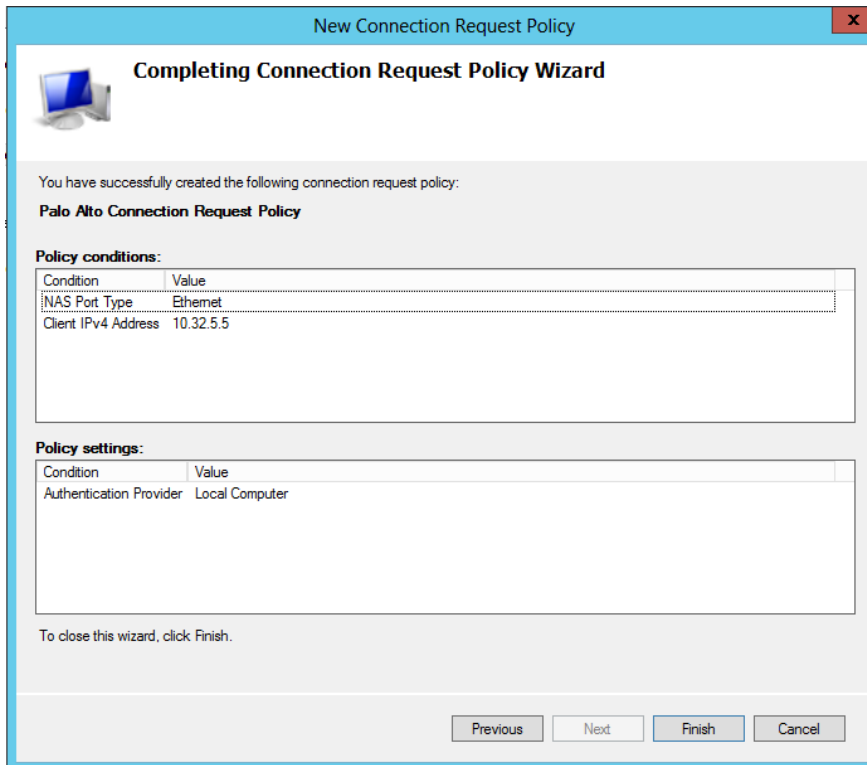 New Connection Request Policy
x
Completing Connection Request Policy Wizard
You have successfully created the following connection request policy:
Palo Alto Connection Request Policy
Policy conditions:
Condition Value
NAS Port Type Ethernet
Client IPv4 Address 10.32.5.5
Policy settings:
Condition Value
Authentication Provider Local Computer
To close this wizard, click Finish.
Previous Next Finish Cancel